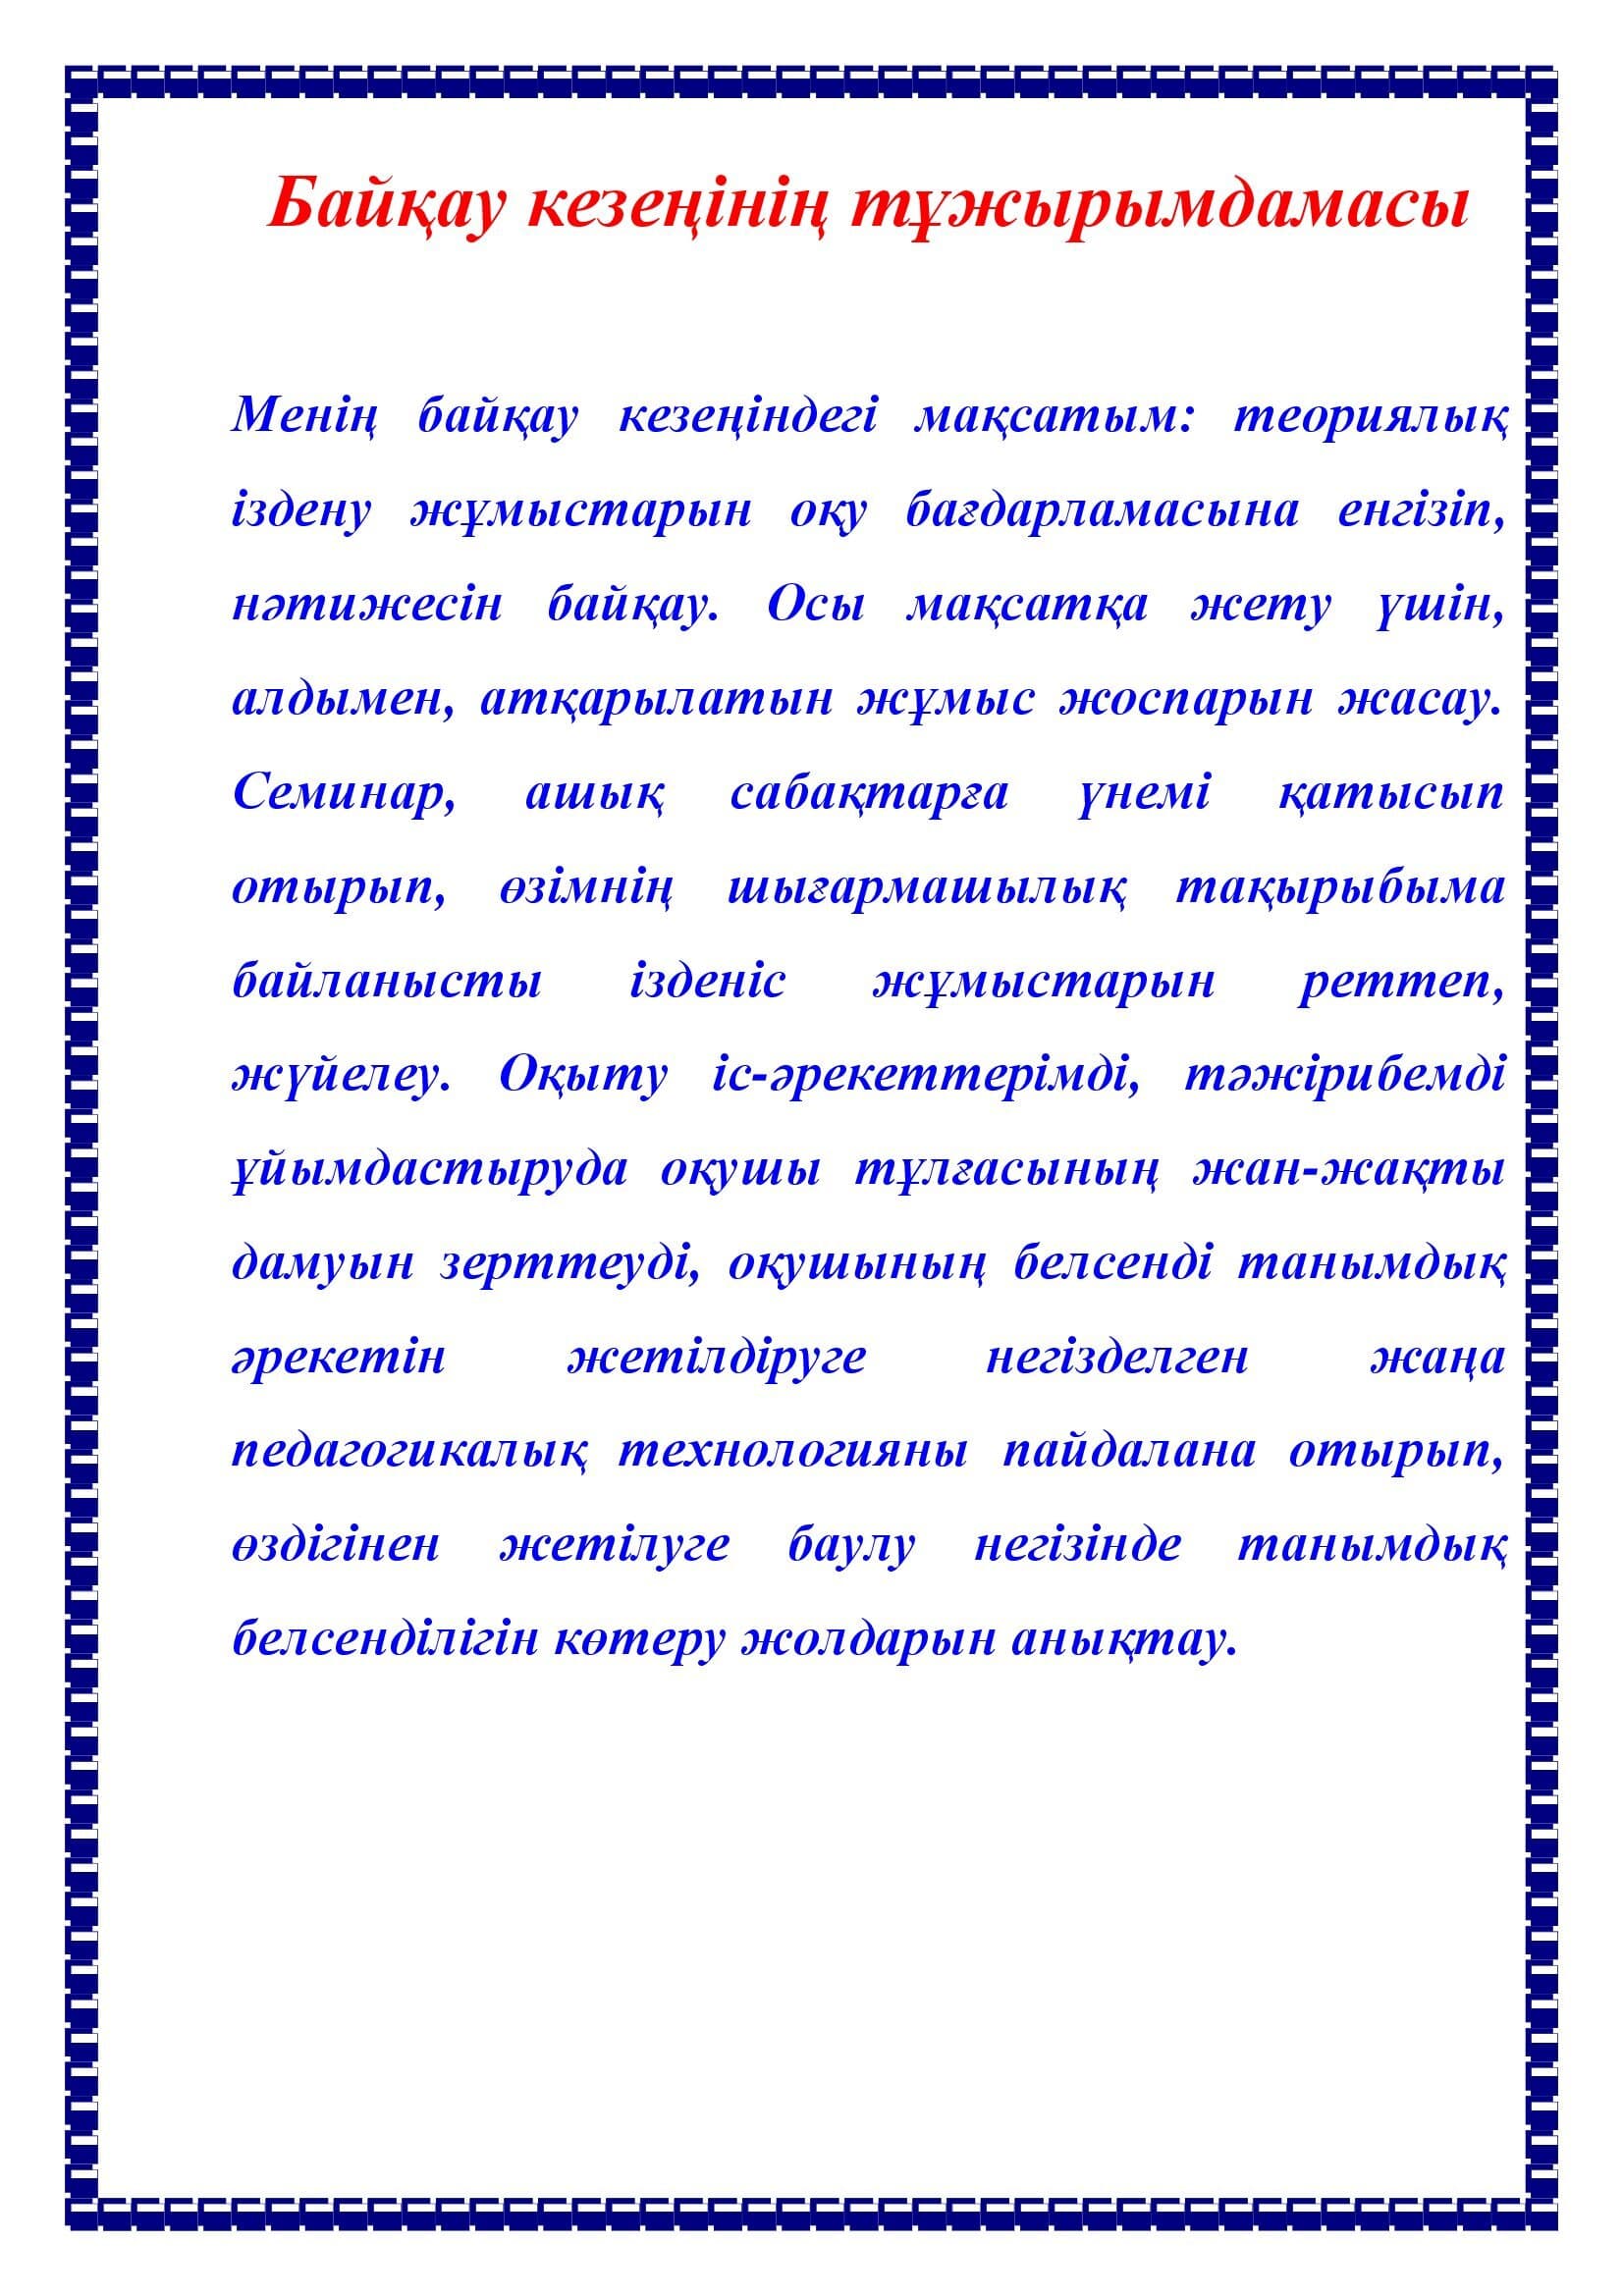 Байқау кезеңінің тұжырымдамасы
Менің байқау кезеңіндегі мақсатым: теориялық
іздену жұмыстарын оқу бағдарламасына енгізіп,
нәтижесін байқау. Осы мақсатқа жету үшін,
алдымен, атқарылатын жұмыс жоспарын жасау.
Семинар, ашық сабақтарға үнемі қатысып
отырып, өзімнің шығармашылық тақырыбыма
байланысты ізденіс жұмыстарын реттеп,
жүйелеу. Оқыту іс-әрекеттерімді, тәжірибемді
ұйымдастыруда оқушы тұлғасының жан-жақты
дамуын зерттеуді, оқушының белсенді танымдық
әрекетін жетілдіруге негізделген жаңа
педагогикалық технологияны пайдалана отырып,
өздігінен жетілуге баулу негізінде танымдық
белсенділігін көтеру жолдарын анықтау.